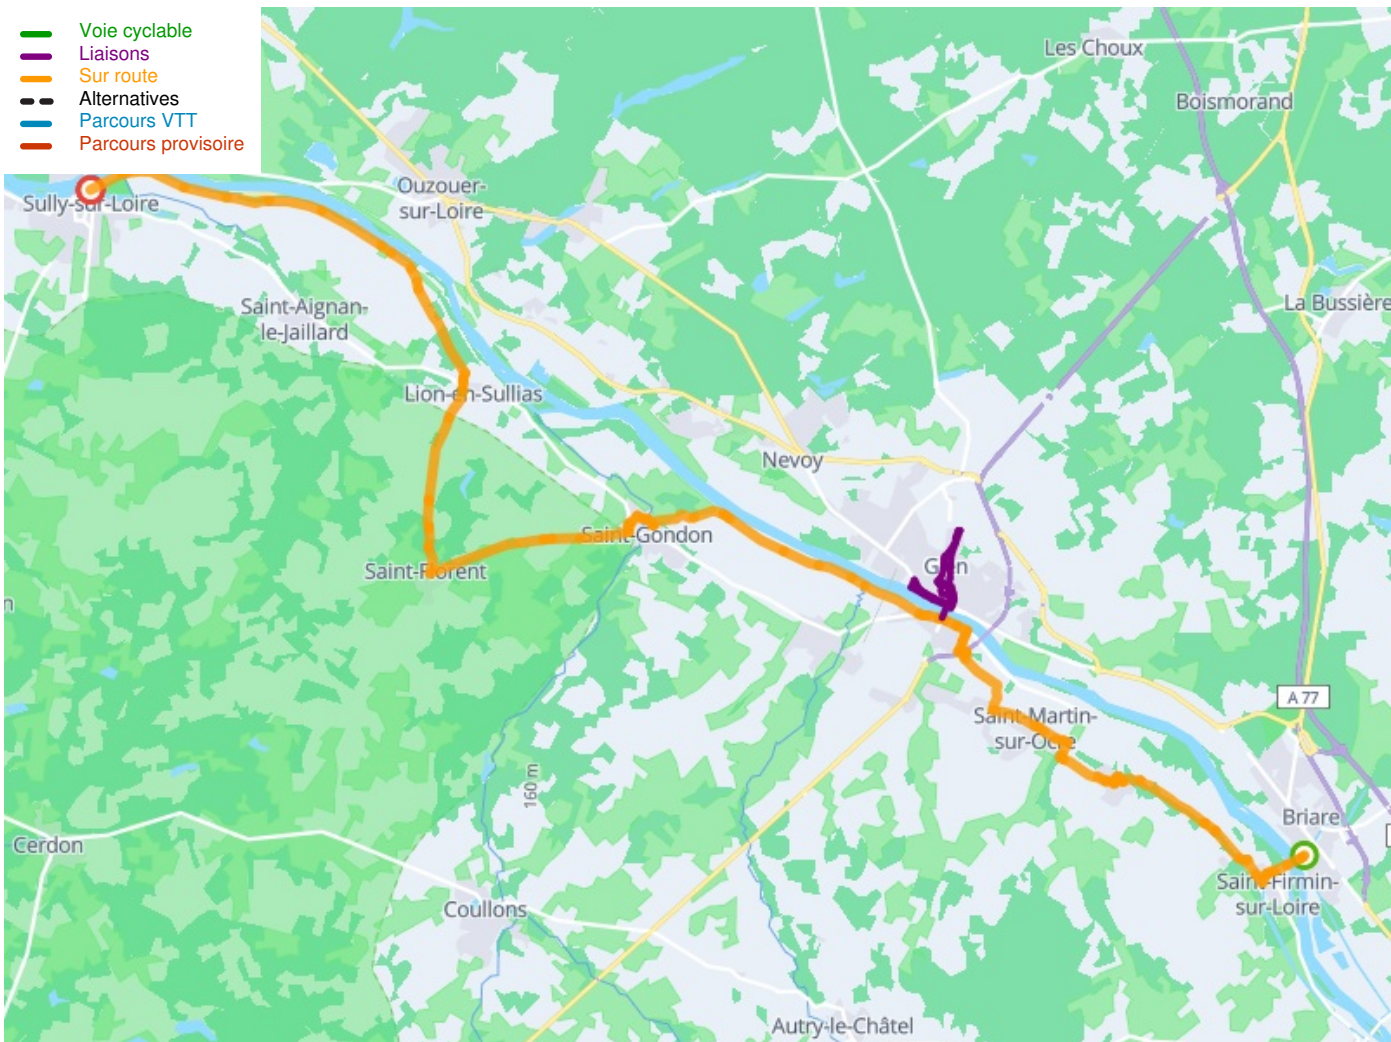 Voie cyclable
Liaisons
Sur route
Alternatives
Parcours VTT
Parcours provisoire
Les Choux
Boismorand
Ouzouer-
sur-Loire
Sully-sur-Loire
Saint-Aignan-
le-Jaillard
La Bussière
Lion-en-Sullias
Nevoy
Saint-Gondon
Saint-Florent
Gien
n
A 77
Saint-Martin-
sur-Ocre
160 m
Briare
Cerdon
Saint-Firmin-
sur-Loire
Coullons
Autry-le-Châtel